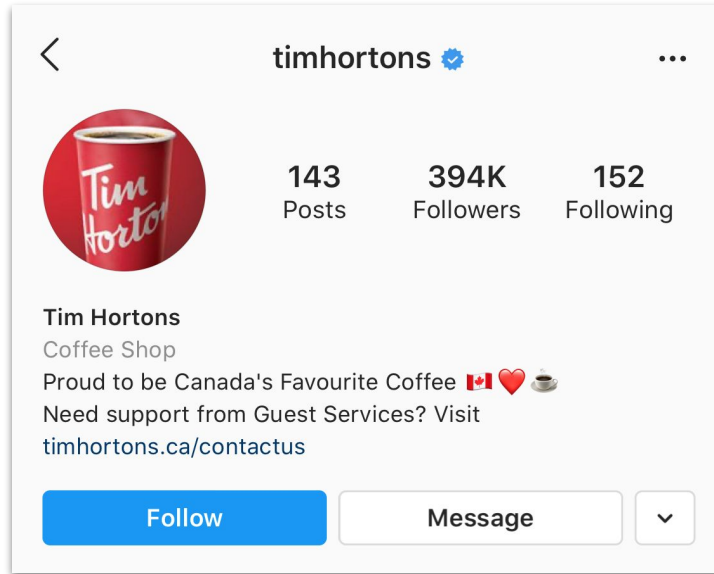 timhortons
Tim
Horton
143
Posts
394K
Followers
152
Following
Tim Hortons
Coffee Shop
Proud to be Canada's Favourite Coffee 🇨🇦❤️☕
Need support from Guest Services? Visit
timhortons.ca/contactus
Follow
Message